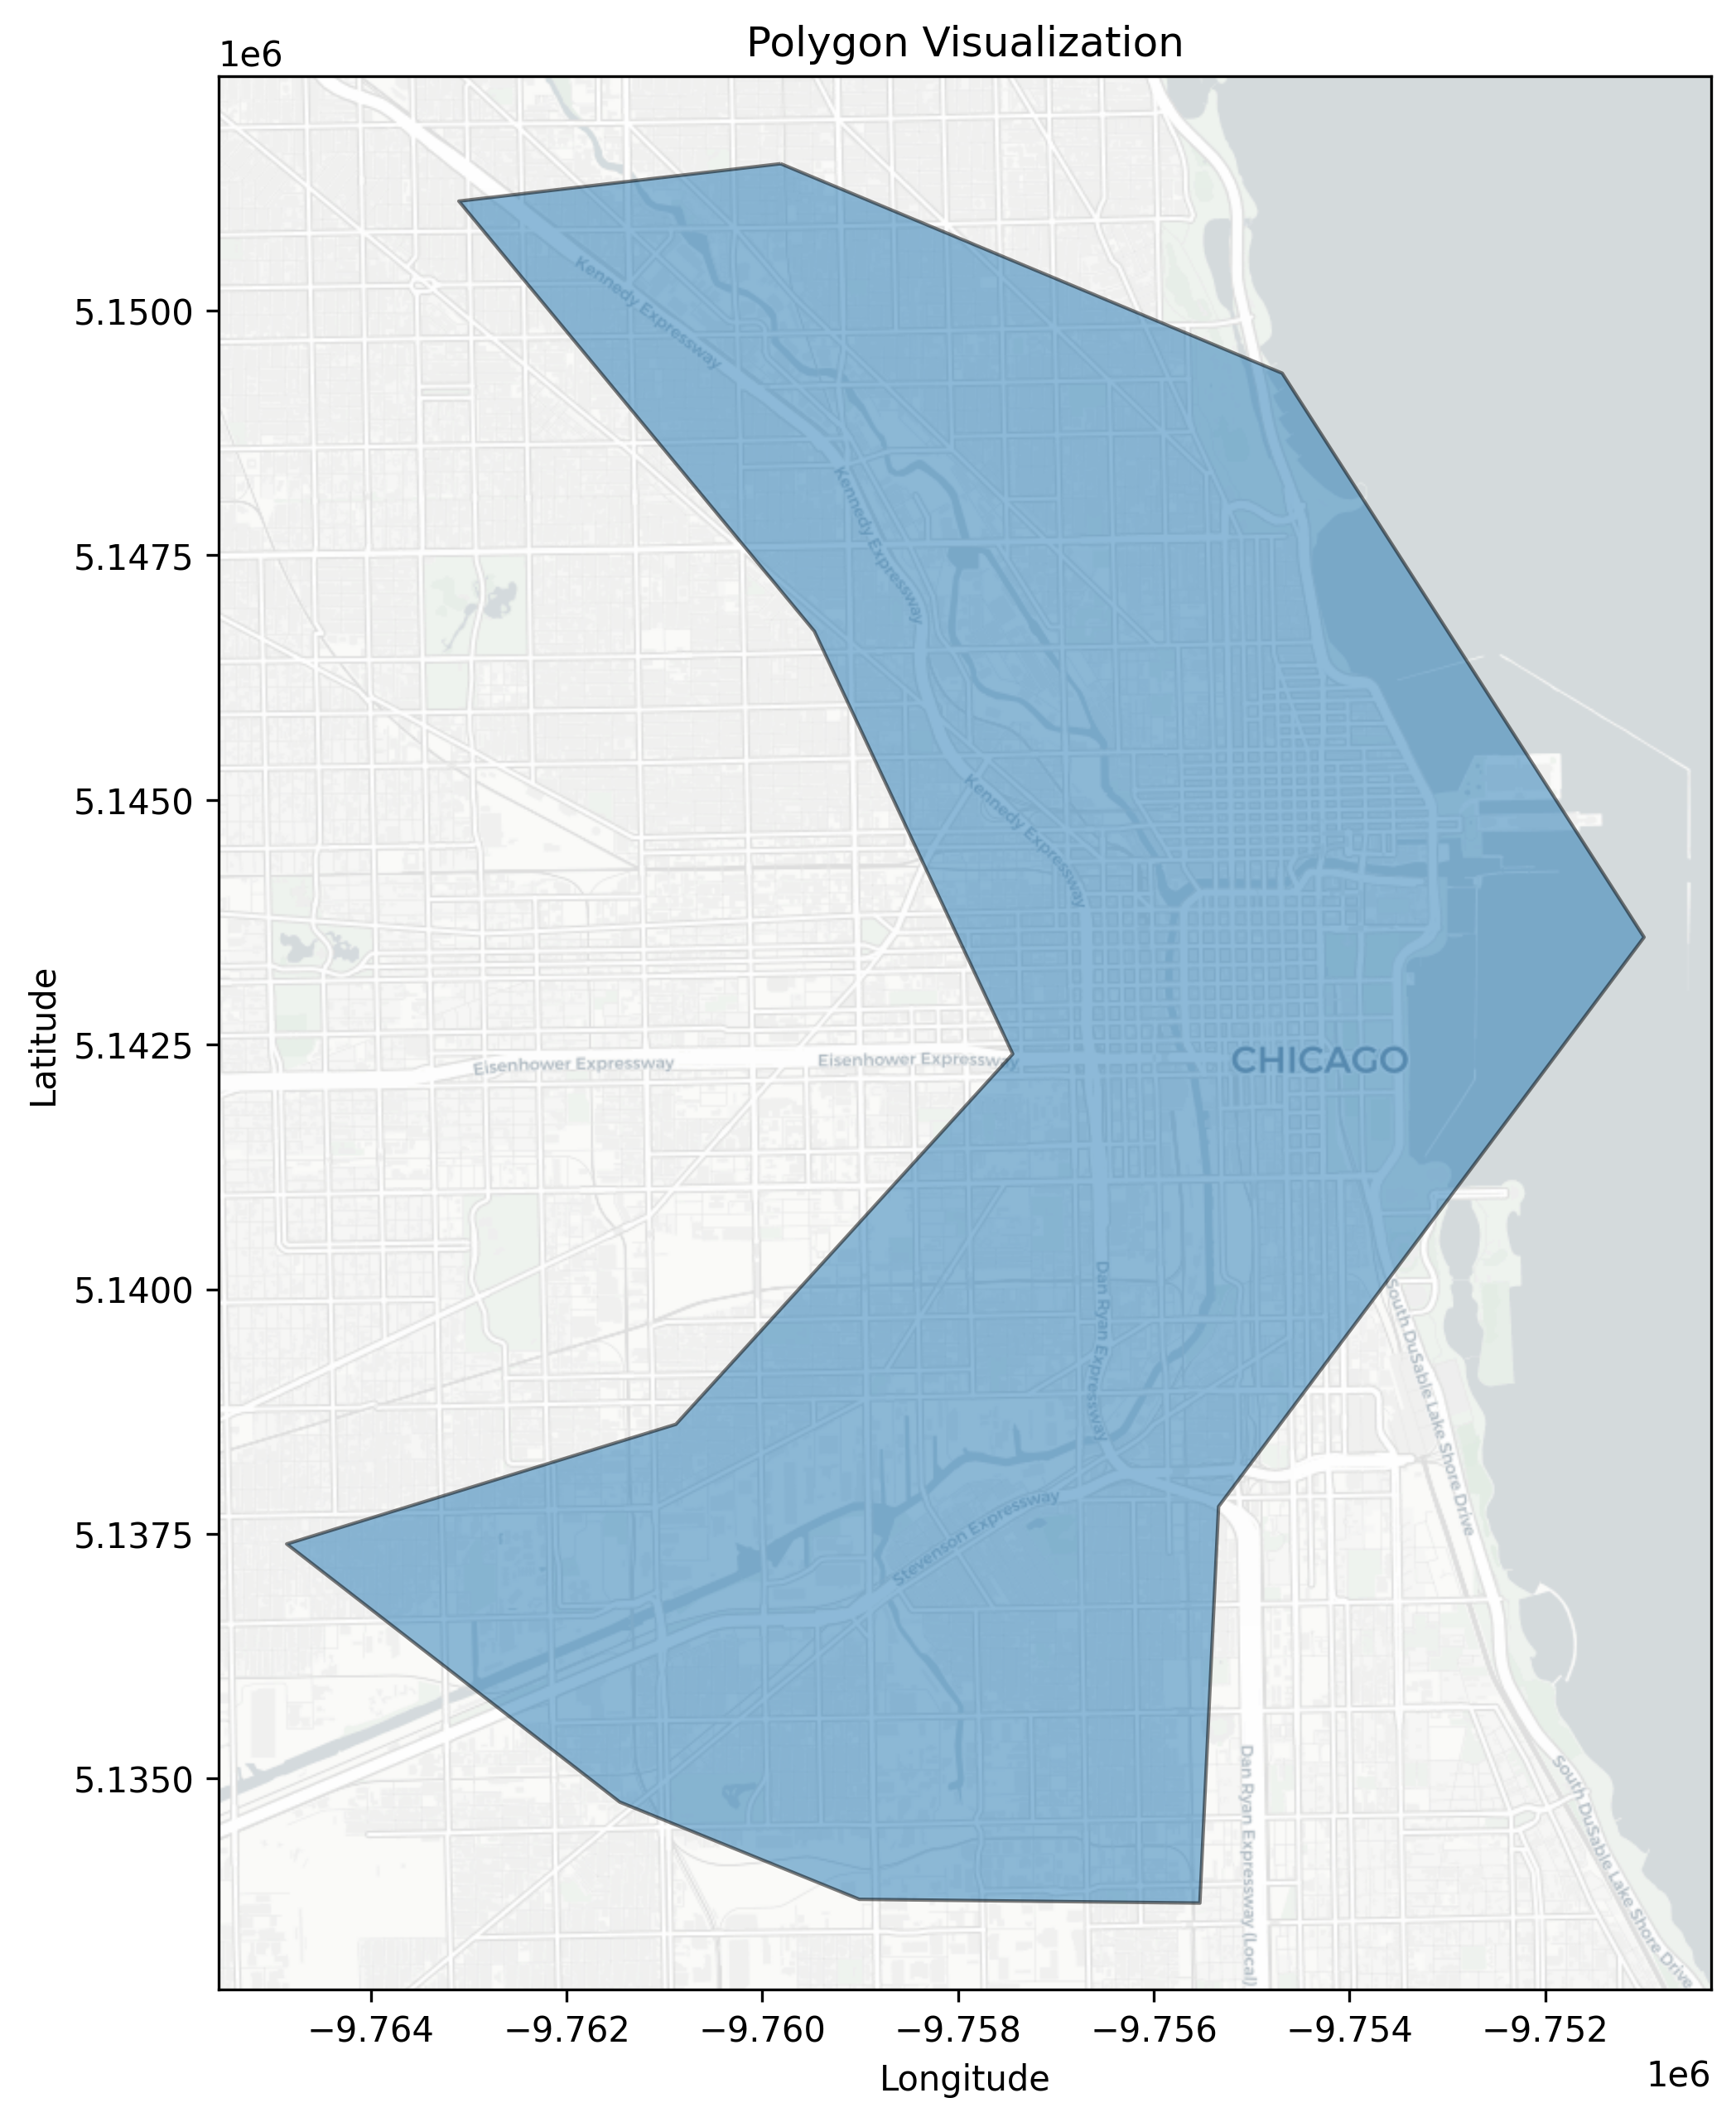 Polygon Visualization
1e6
5.1500
5.1475
5.1450
5.1425
5.1400
5.1375
5.1350
Latitude
Kennedy Expressway
Kennedy Expressway
Kennedy Expressway
Eisenhower Expressway
Eisenhower Expressway
CHICAGO
Dan Ryan Expressway
South DuSable Lake Shore Drive
Stevenson Expressway
Dan Ryan Expressway (Local)
South DuSable Lake Shore Drive
−9.764
−9.762
−9.760
−9.758
−9.756
−9.754
−9.752
Longitude
1e6